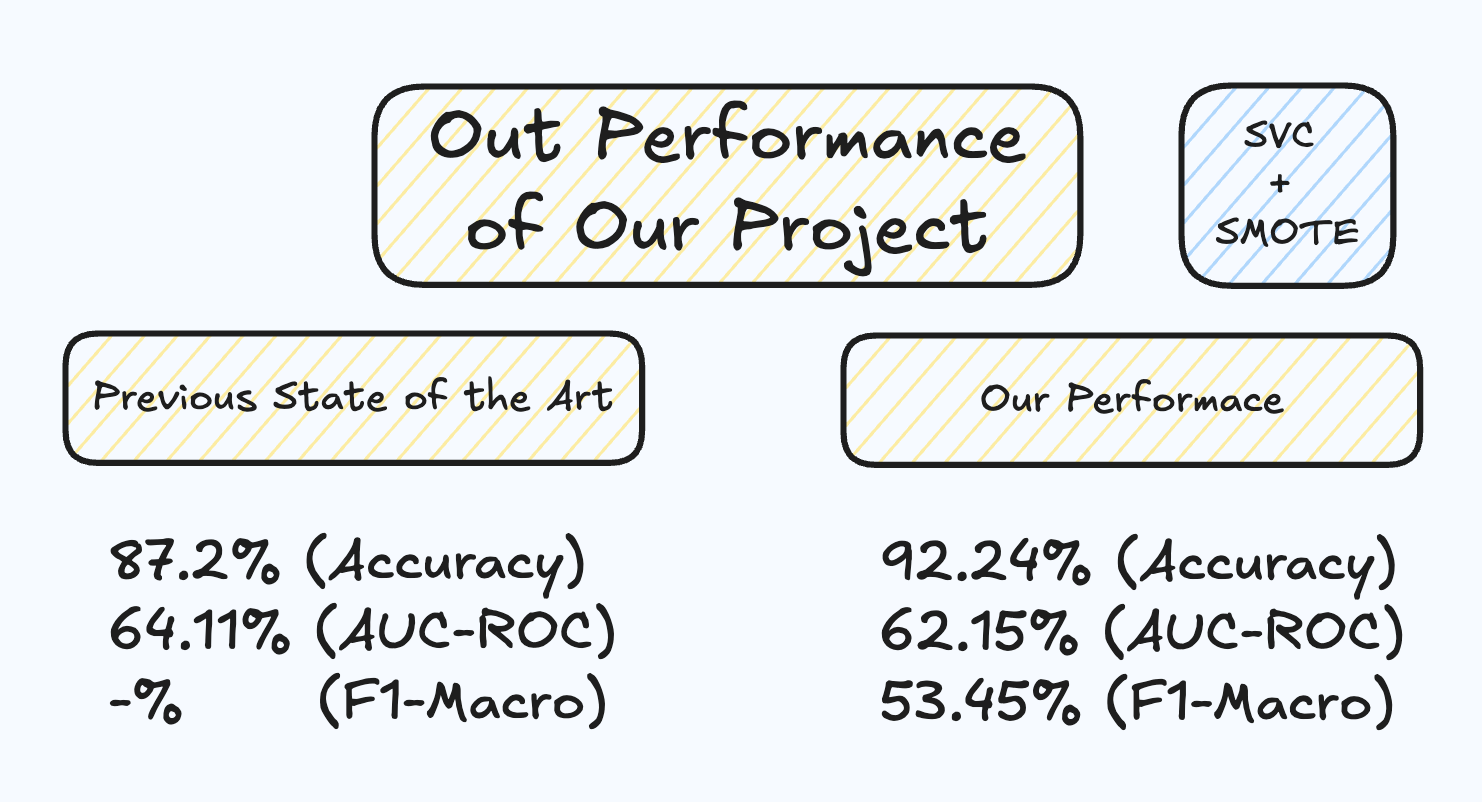 Out Performance
of Our Project
SVC
+
SMOTE
Previous State of the Art
Our Performace
87.2% (Accuracy)
64.11% (AUC-ROC)
-% (F1-Macro)
92.24% (Accuracy)
62.15% (AUC-ROC)
53.45% (F1-Macro)